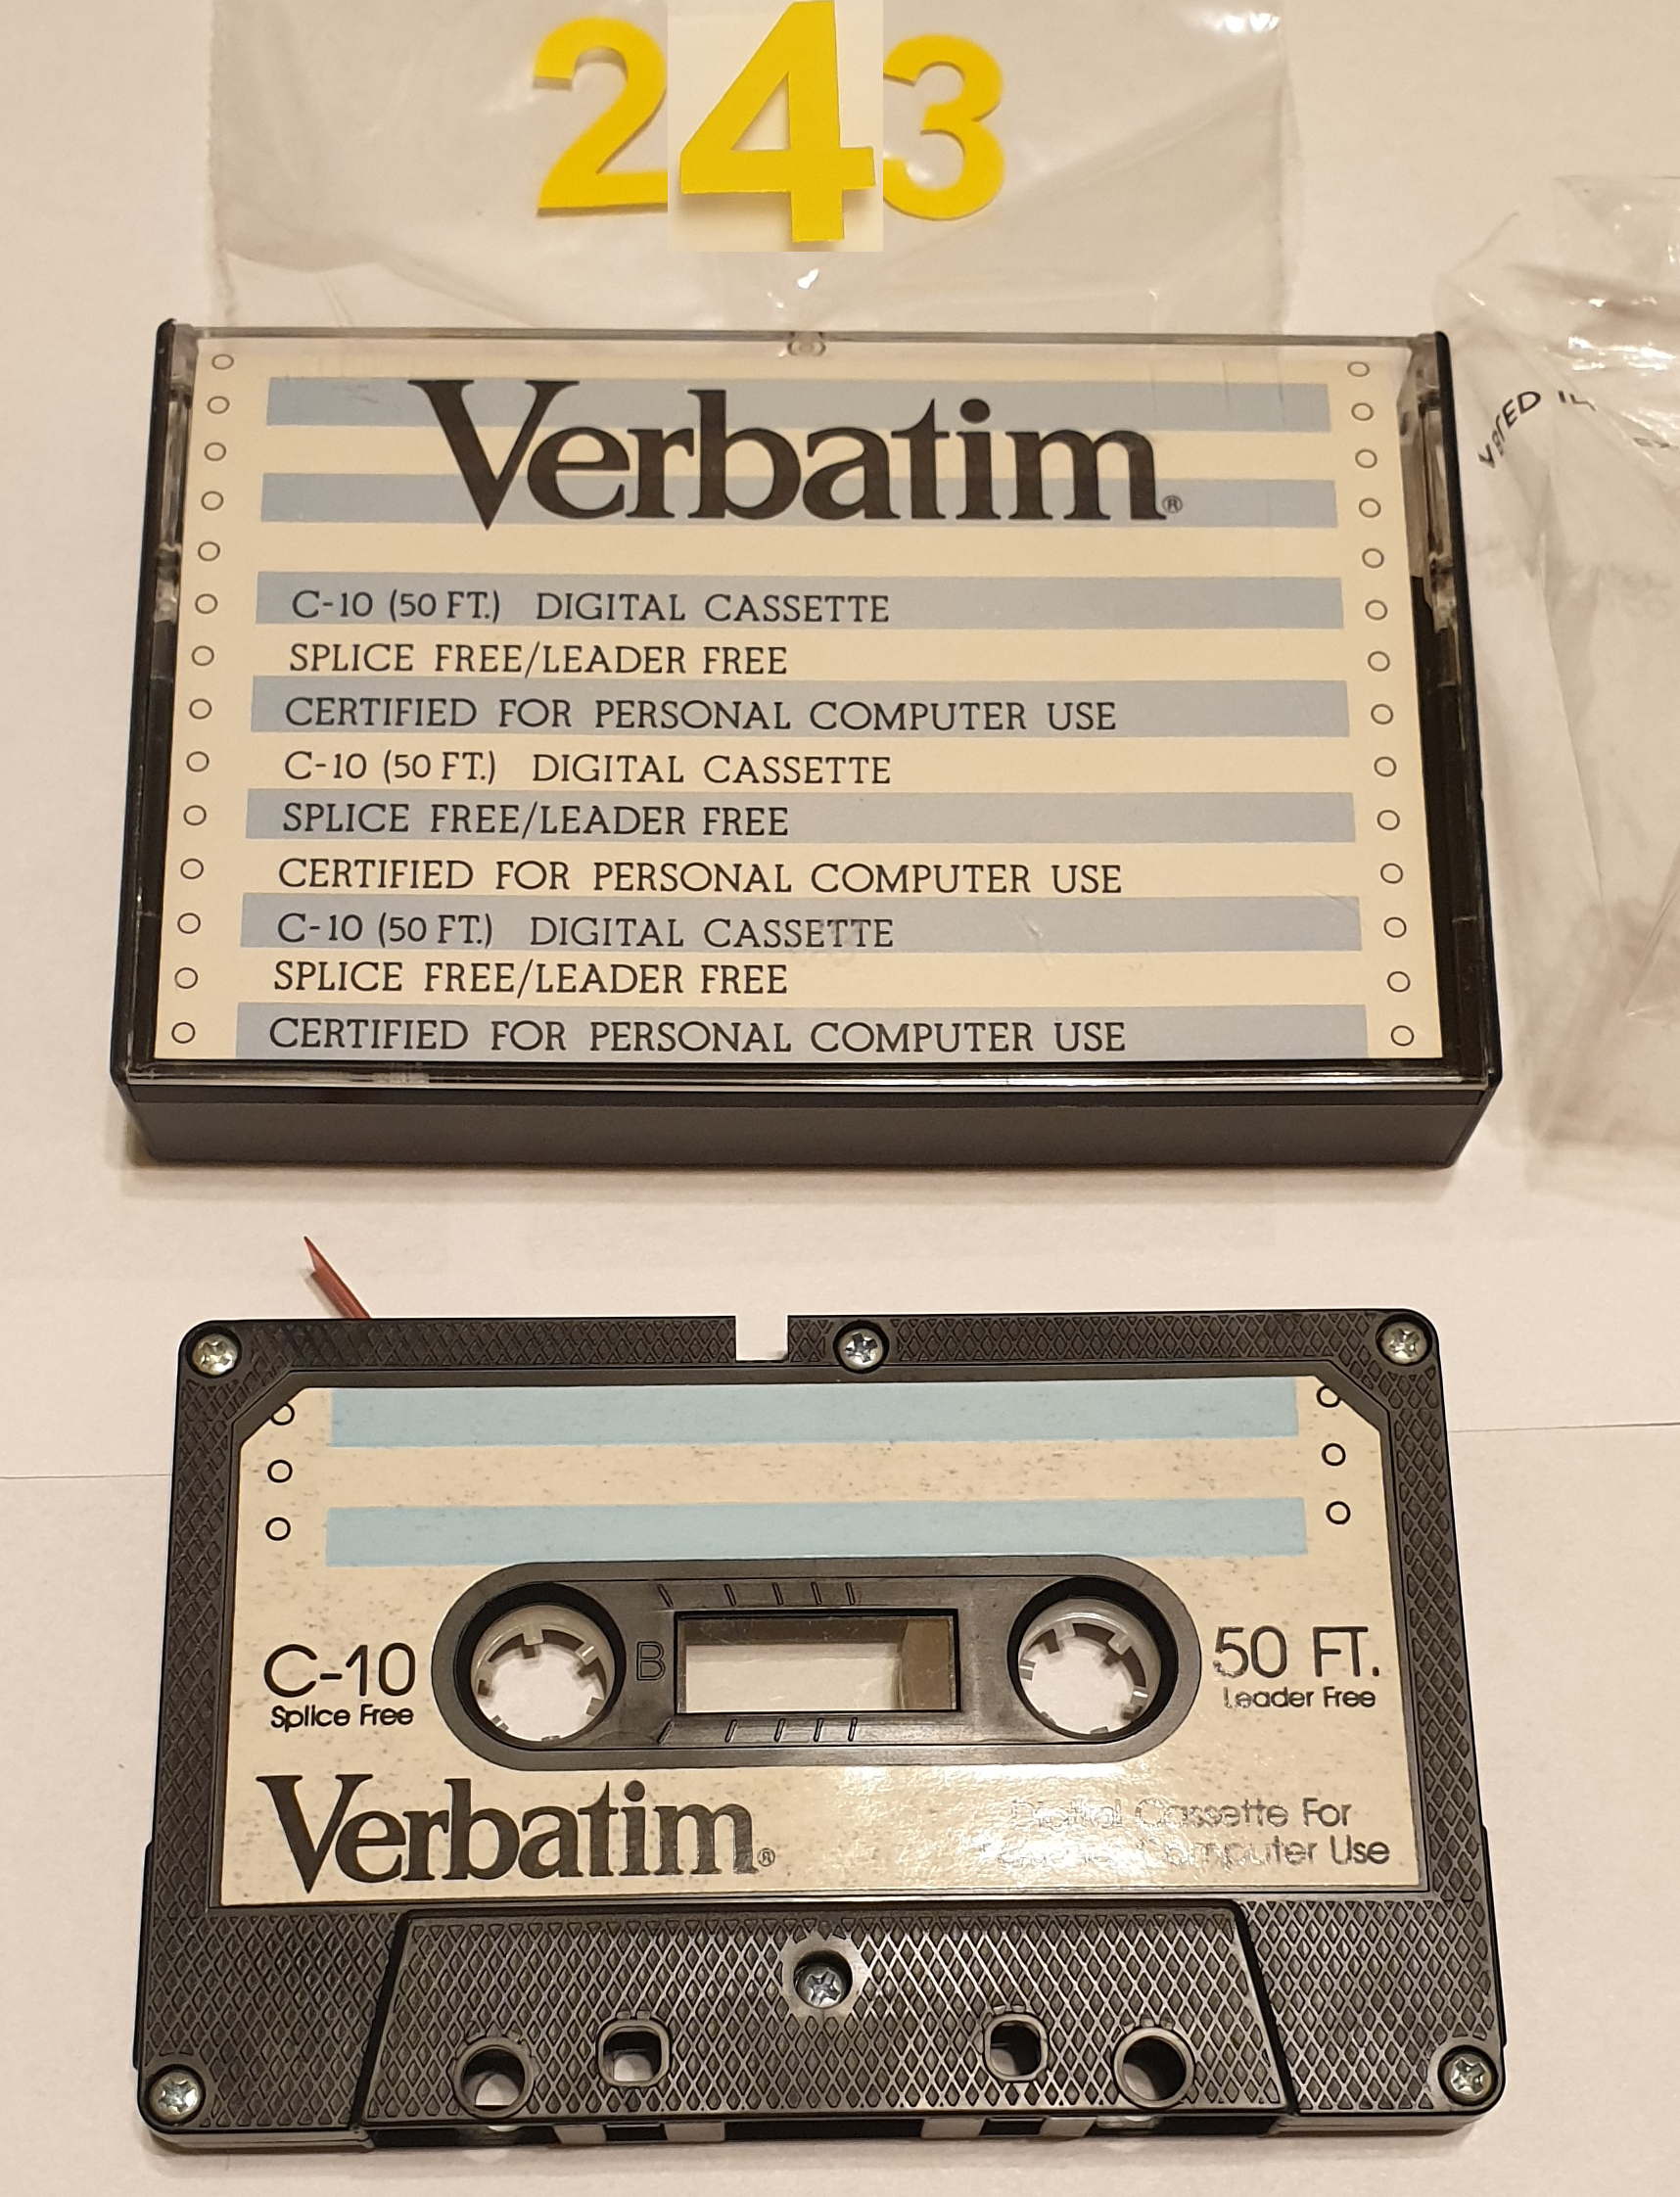 243
Verbatim®
C-10 (50 FT.) DIGITAL CASSETTE
SPLICE FREE/LEADER FREE
CERTIFIED FOR PERSONAL COMPUTER USE
C-10 (50 FT.) DIGITAL CASSETTE
SPLICE FREE/LEADER FREE
CERTIFIED FOR PERSONAL COMPUTER USE
C-10 (50 FT.) DIGITAL CASSETTE
SPLICE FREE/LEADER FREE
CERTIFIED FOR PERSONAL COMPUTER USE
C-10
Splice Free
B
50 FT.
Leader Free
Verbatim®
Digital Cassette For
Computer Use